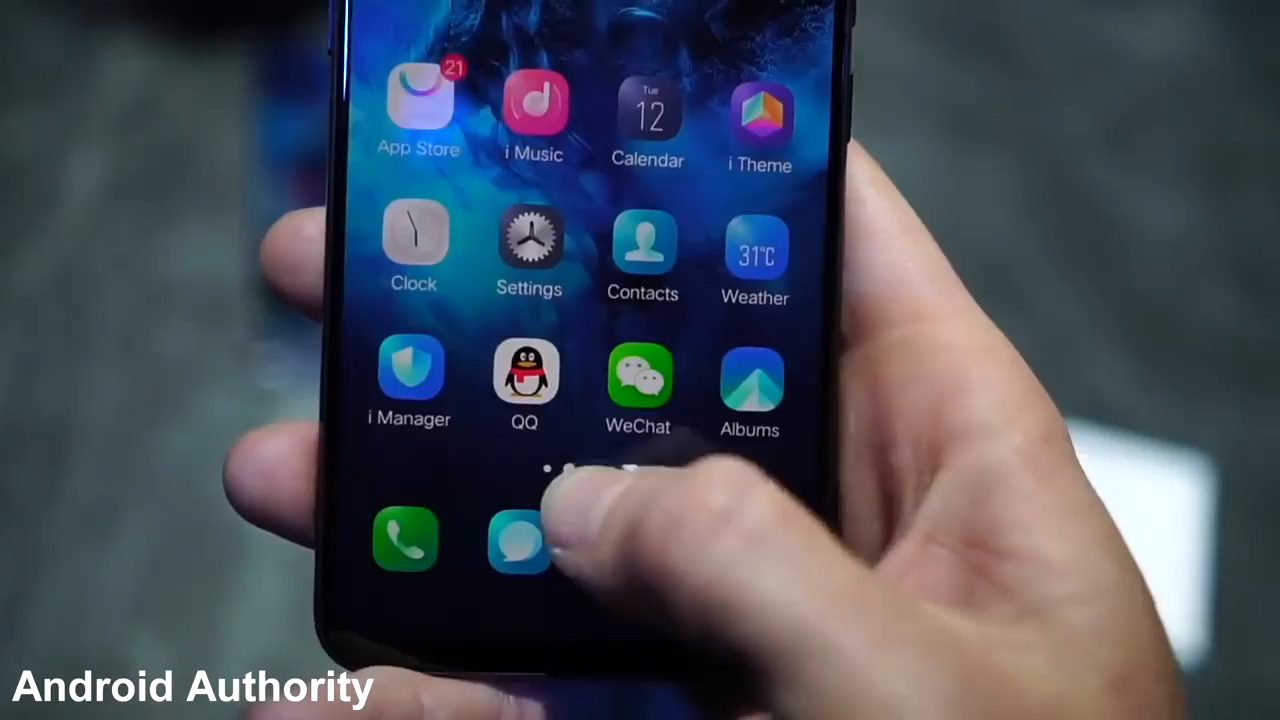 21
App Store
i Music
Tue
12
Calendar
i Theme
Clock
Settings
Contacts
31°C
Weather
i Manager
QQ
WeChat
Albums
Android Authority